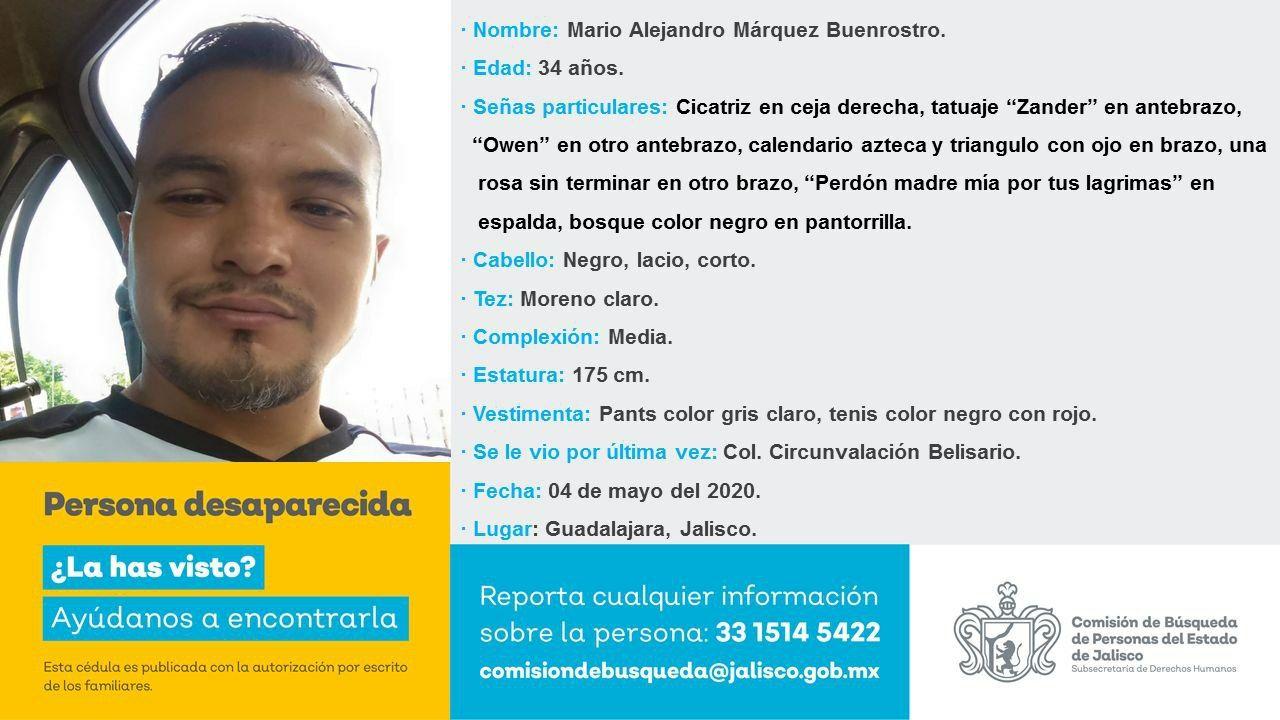 · Nombre: Mario Alejandro Márquez Buenrostro.
· Edad: 34 años.
· Señas particulares: Cicatriz en ceja derecha, tatuaje “Zander” en antebrazo,
“Owen” en otro antebrazo, calendario azteca y triangulo con ojo en brazo, una
rosa sin terminar en otro brazo, “Perdón madre mía por tus lagrimas” en
espalda, bosque color negro en pantorrilla.
· Cabello: Negro, lacio, corto.
· Tez: Moreno claro.
· Complexión: Media.
· Estatura: 175 cm.
· Vestimenta: Pants color gris claro, tenis color negro con rojo.
· Se le vio por última vez: Col. Circunvalación Belisario.
· Fecha: 04 de mayo del 2020.
· Lugar: Guadalajara, Jalisco.
Persona desaparecida
¿La has visto?
Ayúdanos a encontrarla
Esta cédula es publicada con la autorización por escrito
de los familiares.
Reporta cualquier información
sobre la persona: 33 1514 5422
comisiondebusqueda@jalisco.gob.mx
Comisión de Búsqueda
de Personas del Estado
de Jalisco
Subsecretaría de Derechos Humanos